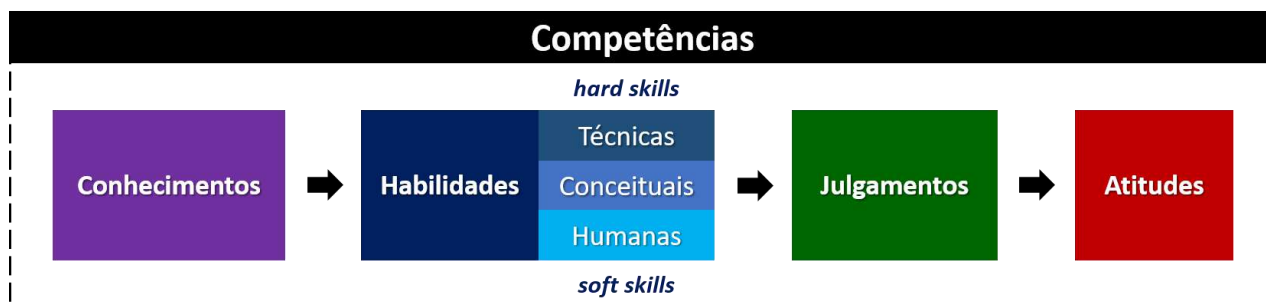 Competências
hard skills
Conhecimentos
Habilidades
Técnicas
Conceituais
Humanas
Julgamentos
Atitudes
soft skills